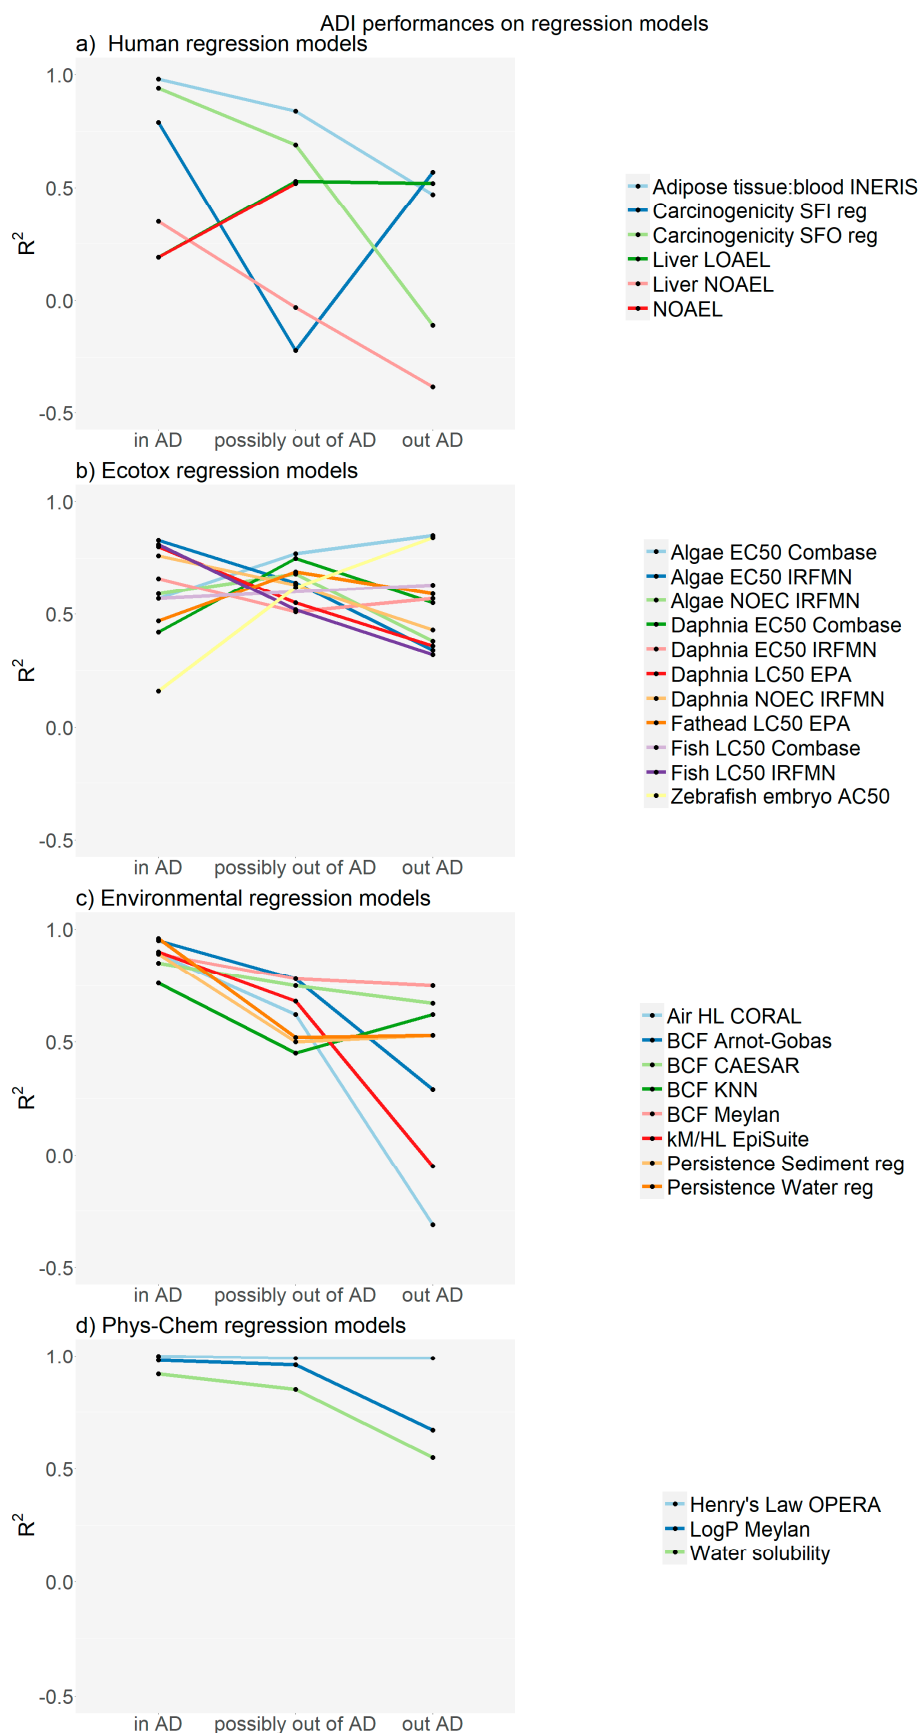 ADI performances on regression models
a) Human regression models
1.0
0.5
0.0
-0.5
R2
in AD possibly out of AD out AD
Adipose tissue:blood INERIS
Carcinogenicity SFI reg
Carcinogenicity SFO reg
Liver LOAEL
Liver NOAEL
NOAEL
b) Ecotox regression models
1.0
0.5
0.0
-0.5
R2
in AD possibly out of AD out AD
Algae EC50 Combase
Algae EC50 IRFMN
Algae NOEC IRFMN
Daphnia EC50 Combase
Daphnia EC50 IRFMN
Daphnia LC50 EPA
Daphnia NOEC IRFMN
Fathead LC50 EPA
Fish LC50 Combase
Fish LC50 IRFMN
Zebrafish embryo AC50
c) Environmental regression models
1.0
0.5
0.0
-0.5
R2
in AD possibly out of AD out AD
Air HL CORAL
BCF Arnot-Gobas
BCF CAESAR
BCF KNN
BCF Meylan
kM/HL EpiSuite
Persistence Sediment reg
Persistence Water reg
d) Phys-Chem regression models
1.0
0.5
0.0
-0.5
R2
in AD possibly out of AD out AD
Henry's Law OPERA
LogP Meylan
Water solubility